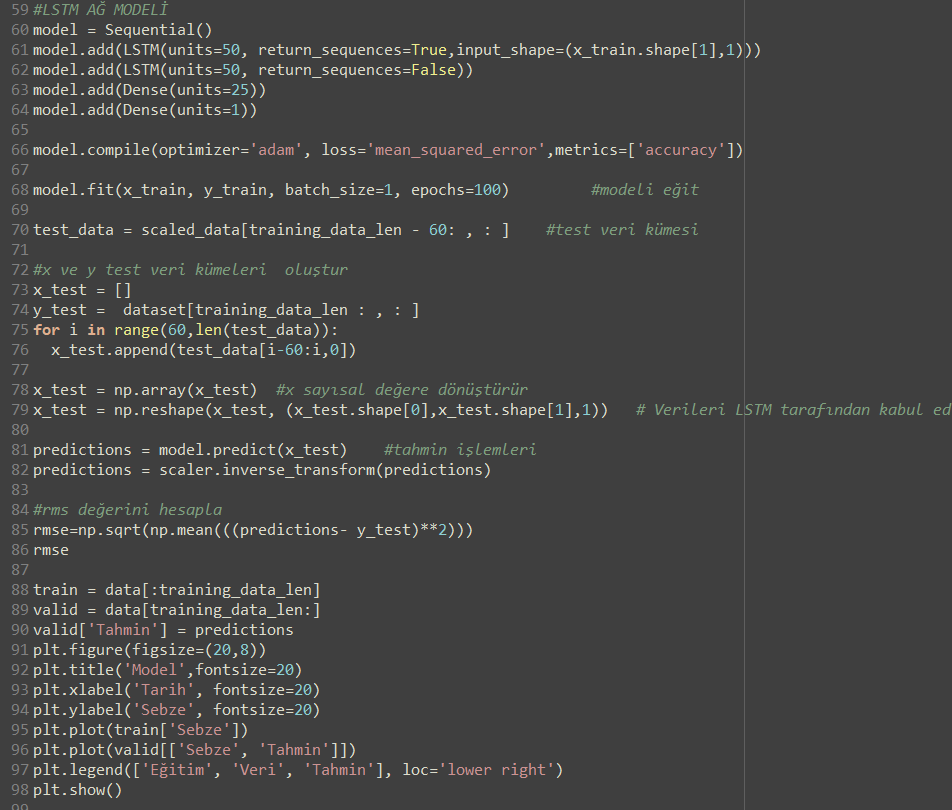 59 #LSTM AĞ MODELİ
60 model = Sequential()
61 model.add(LSTM(units=50, return_sequences=True,input_shape=(x_train.shape[1],1)))
62 model.add(LSTM(units=50, return_sequences=False))
63 model.add(Dense(units=25))
64 model.add(Dense(units=1))
65
66 model.compile(optimizer='adam', loss='mean_squared_error',metrics=['accuracy'])
67
68 model.fit(x_train, y_train, batch_size=1, epochs=100)         #modeli eğit
69
70 test_data = scaled_data[training_data_len - 60: , : ]    #test veri kümesi
71
72 #x ve y test veri kümeleri  oluştur
73 x_test = []
74 y_test =  dataset[training_data_len : , : ]
75 for i in range(60,len(test_data)):
76   x_test.append(test_data[i-60:i,0])
77
78 x_test = np.array(x_test)  #x sayısal değere dönüştürür
79 x_test = np.reshape(x_test, (x_test.shape[0],x_test.shape[1],1))   # Verileri LSTM tarafından kabul ed
80
81 predictions = model.predict(x_test)    #tahmin işlemleri
82 predictions = scaler.inverse_transform(predictions)
83
84 #rms değerini hesapla
85 rmse=np.sqrt(np.mean(((predictions- y_test)**2)))
86 rmse
87
88 train = data[:training_data_len]
89 valid = data[training_data_len:]
90 valid['Tahmin'] = predictions
91 plt.figure(figsize=(20,8))
92 plt.title('Model',fontsize=20)
93 plt.xlabel('Tarih', fontsize=20)
94 plt.ylabel('Sebze', fontsize=20)
95 plt.plot(train['Sebze'])
96 plt.plot(valid[['Sebze', 'Tahmin']])
97 plt.legend(['Eğitim', 'Veri', 'Tahmin'], loc='lower right')
98 plt.show()
99